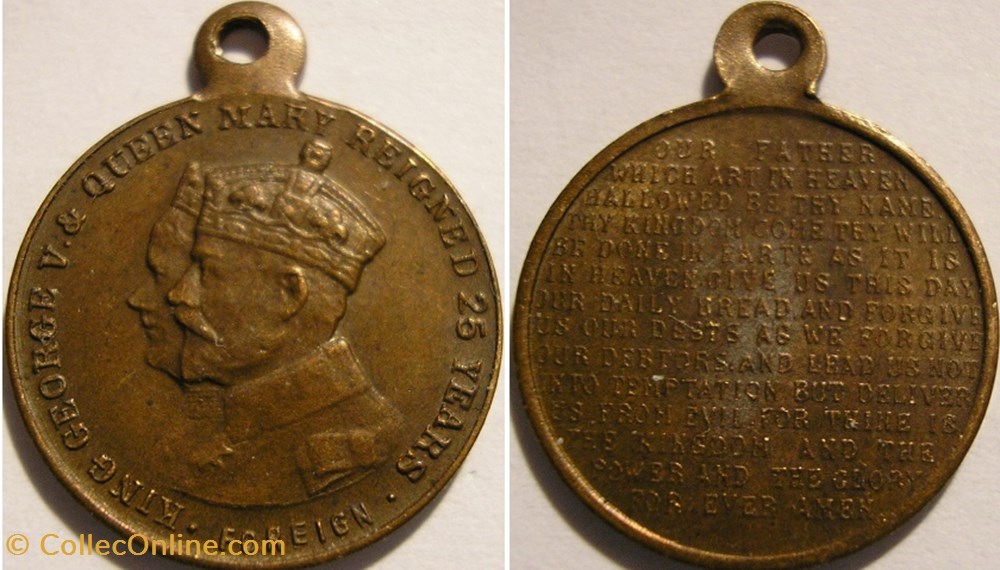 KING GEORGE V. & QUEEN MARY REIGNED 25 YEARS.
FOREIGN
OUR FATHER
WHICH ART IN HEAVEN
HALLOWED BE THY NAME
THY KINGDOM COME THY WILL
BE DONE IN EARTH AS IT IS
IN HEAVEN GIVE US THIS DAY
OUR DAILY BREAD, AND FORGIVE
US OUR DEBTS AS WE FORGIVE
OUR DEBTORS. AND LEAD US NOT
INTO TEMPTATION BUT DELIVER
US FROM EVIL FOR THINE IS
THE KINGDOM AND THE
POWER AND THE GLORY
FOR EVER AMEN.
© CollecOnline.com